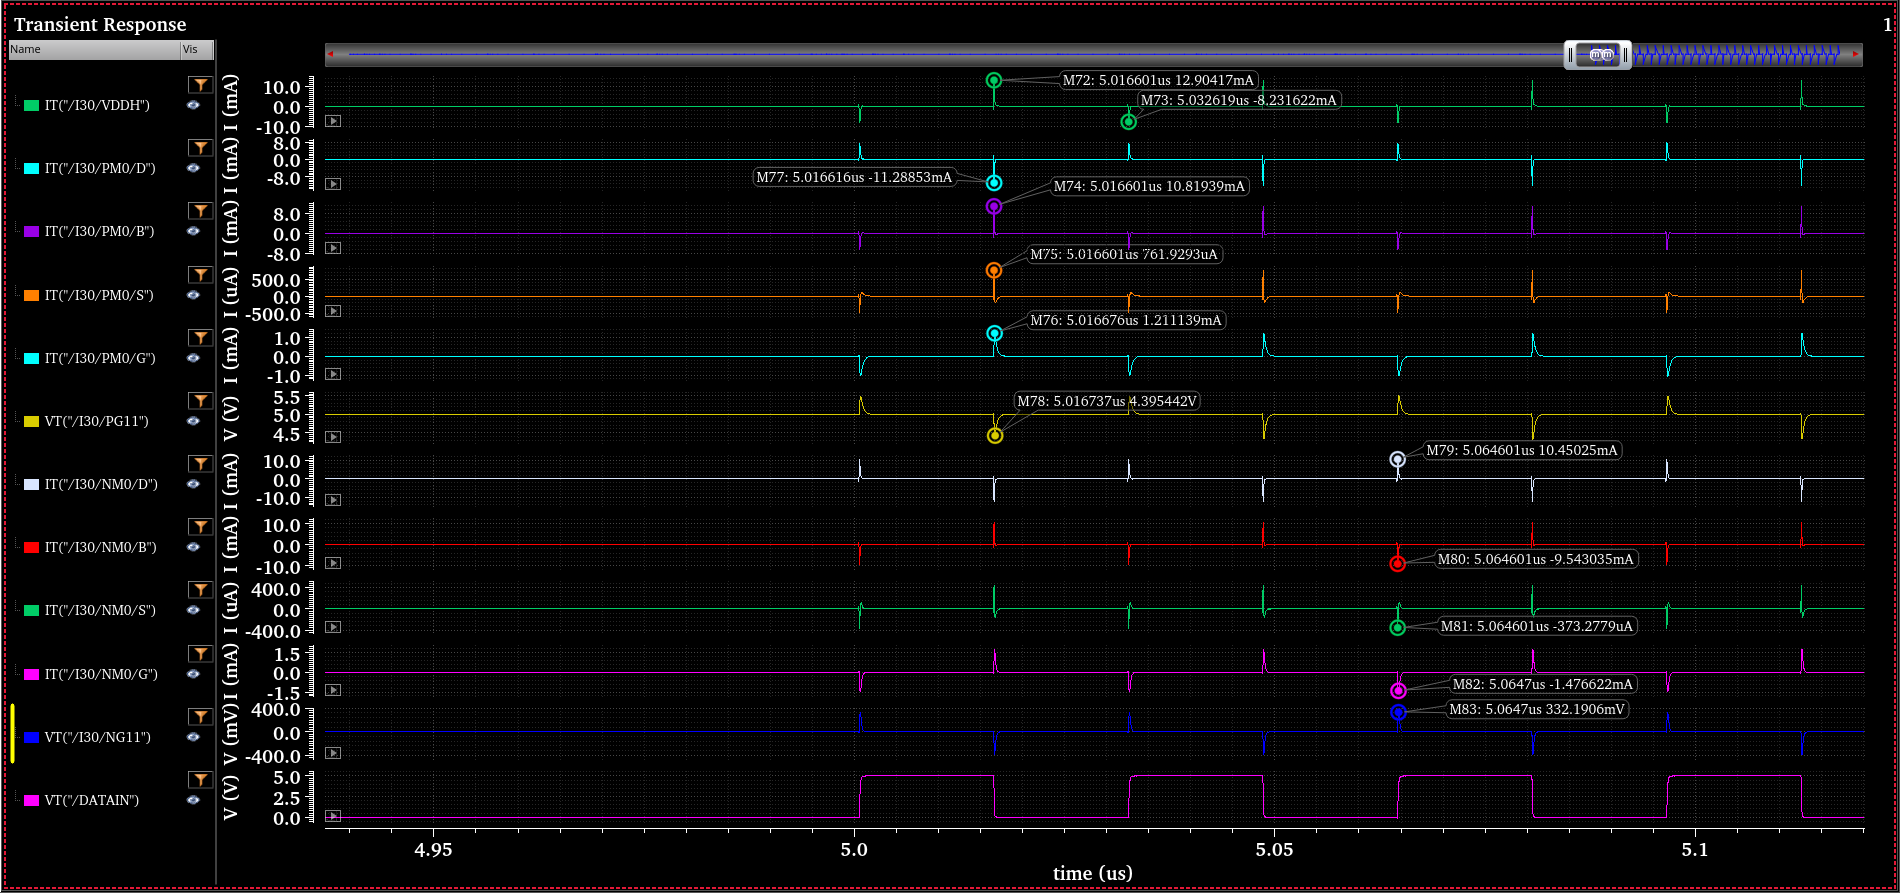 Transient Response
1
Name Vis
IT("/I30/VDDH")
I (mA)
10.0
0.0
-10.0
M72: 5.016601us 12.90417mA
M73: 5.032619us -8.231622mA
IT("/I30/PM0/D")
I (mA)
8.0
0.0
-8.0
M77: 5.016616us -11.28853mA
IT("/I30/PM0/B")
I (mA)
8.0
0.0
-8.0
M74: 5.016601us 10.81939mA
IT("/I30/PM0/S")
I (uA)
500.0
0.0
-500.0
M75: 5.016601us 761.9293uA
IT("/I30/PM0/G")
I (mA)
1.0
0.0
-1.0
M76: 5.016676us 1.211139mA
VT("/I30/PG11")
V (V)
5.5
5.0
4.5
M78: 5.016737us 4.395442V
IT("/I30/NM0/D")
I (mA)
10.0
0.0
-10.0
M79: 5.064601us 10.45025mA
IT("/I30/NM0/B")
I (mA)
10.0
0.0
-10.0
M80: 5.064601us -9.543035mA
IT("/I30/NM0/S")
I (uA)
400.0
0.0
-400.0
M81: 5.064601us -373.2779uA
IT("/I30/NM0/G")
I (mA)
1.5
0.0
-1.5
M82: 5.0647us -1.476622mA
VT("/I30/NG11")
V (mV)
400.0
0.0
-400.0
M83: 5.0647us 332.1906mV
VT("/DATAIN")
V (V)
5.0
2.5
0.0
4.95 5.0 5.05 5.1
time (us)